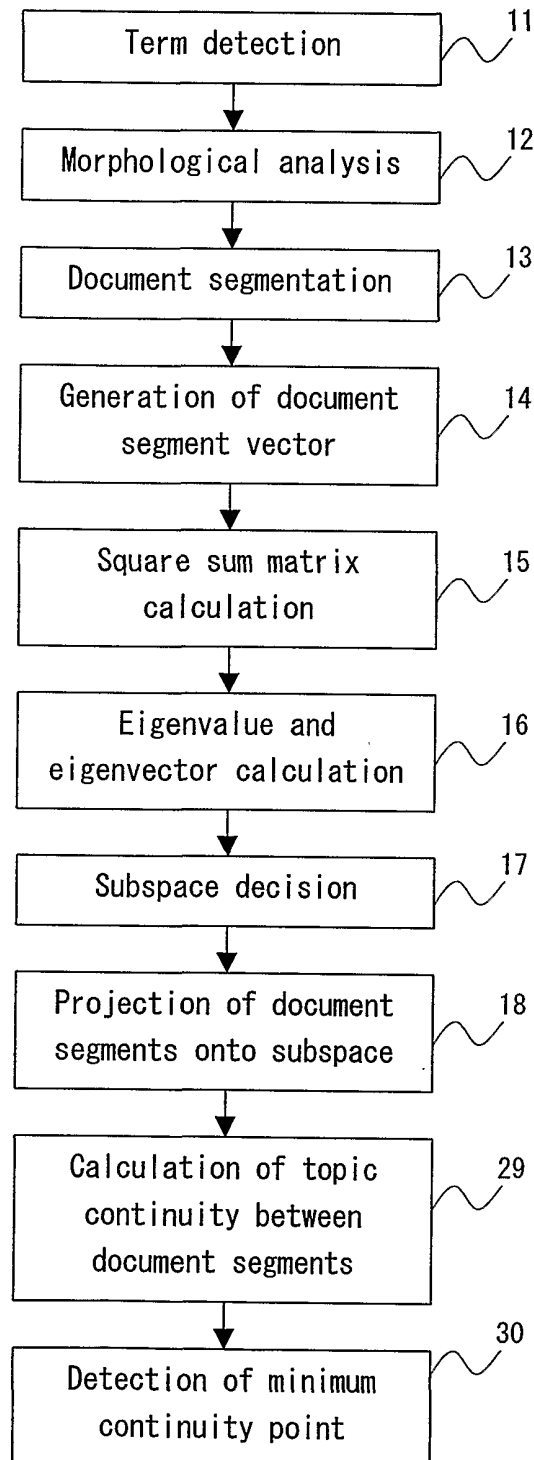 Term detection
11
Morphological analysis
12
Document segmentation
13
Generation of document
segment vector
14
Square sum matrix
calculation
15
Eigenvalue and
eigenvector calculation
16
Subspace decision
17
Projection of document
segments onto subspace
18
Calculation of topic
continuity between
document segments
29
Detection of minimum
continuity point
30